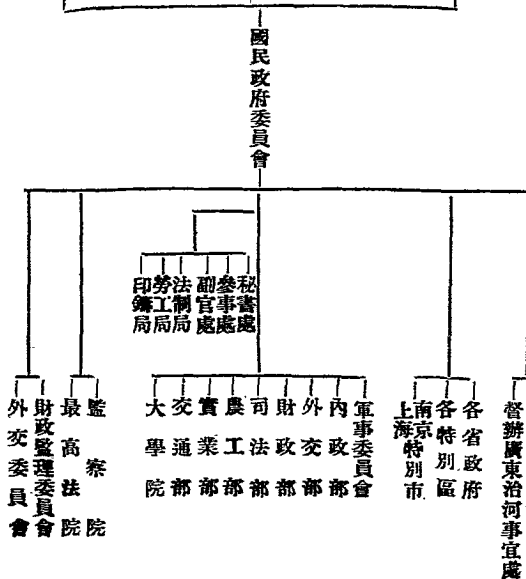 國民政府委員會
秘書處
參事處
副官處
法制局
勞工局
印鑄局
督辦廣東治河事宜處
各省政府
各特別區
南京特別市
上海
軍事委員會
內政部
外交部
財政部
司法部
農工部
實業部
交通部
大學院
監察院
最高法院
財政監理委員會
外交委員會